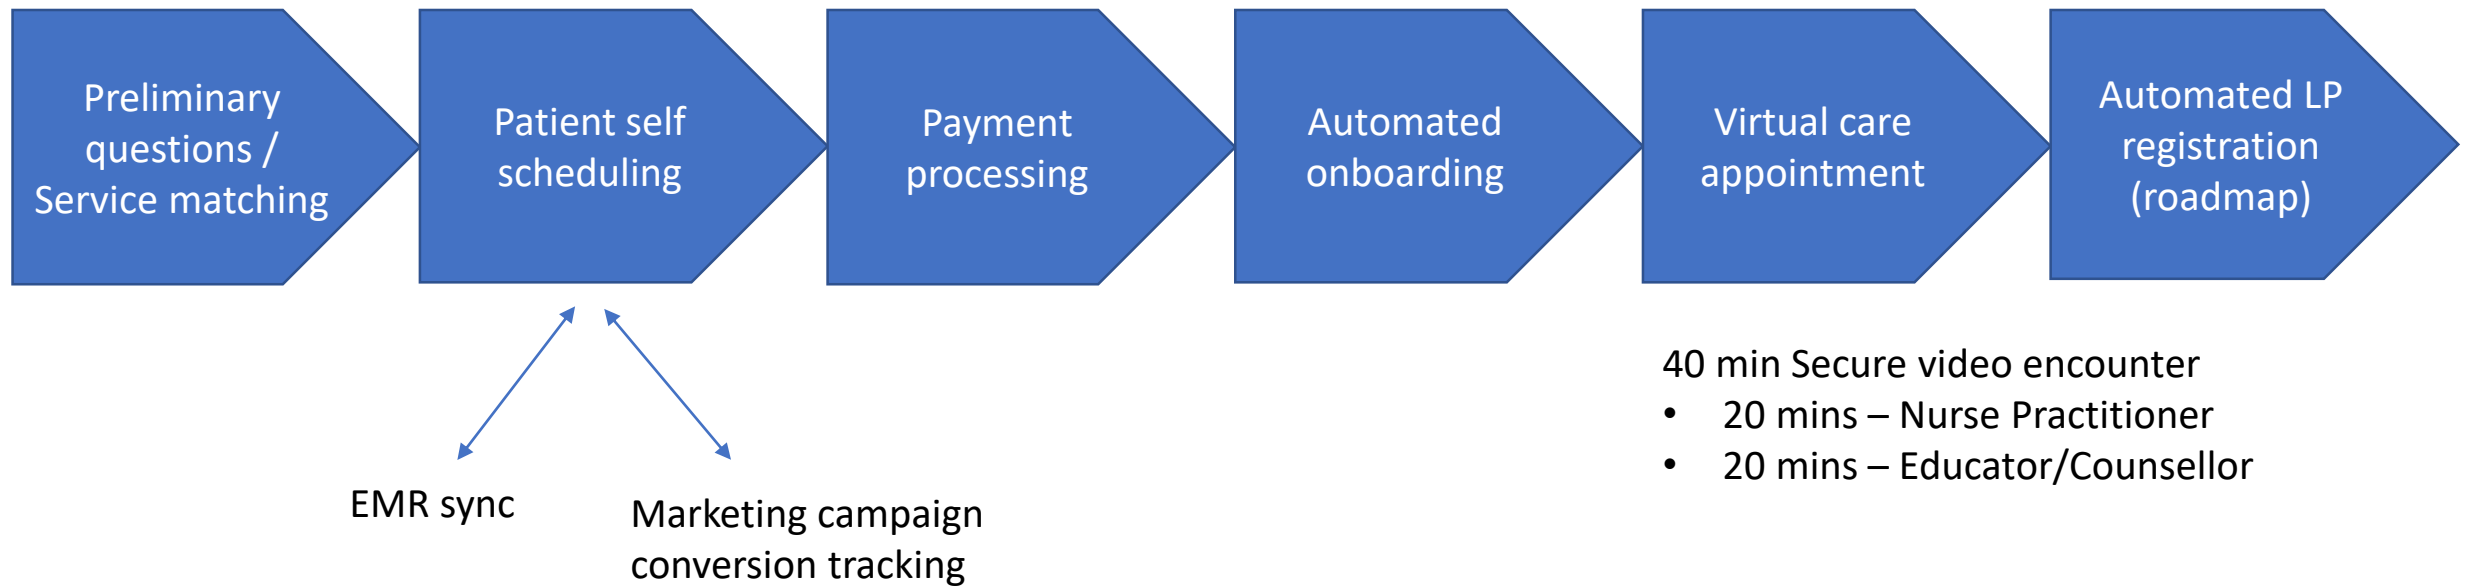 Preliminary
questions /
Service matching
Patient self
scheduling
Payment
processing
Automated
onboarding
Virtual care
appointment
Automated LP
registration
(roadmap)
EMR sync
Marketing campaign
conversion tracking
40 min Secure video encounter
• 20 mins – Nurse Practitioner
• 20 mins – Educator/Counsellor